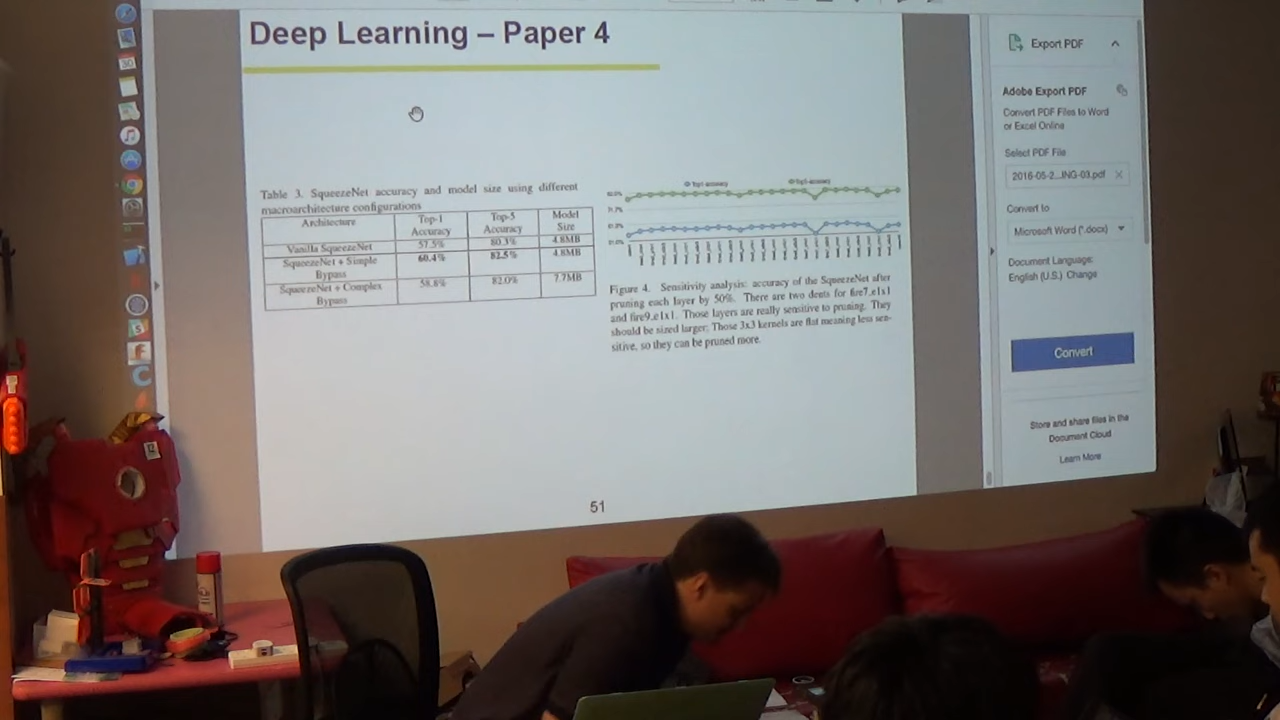 Deep Learning – Paper 4
Table 3. SqueezeNet accuracy and model size using different
macroarchitecture configurations
Architecture Top-1 Accuracy Top-5 Accuracy Model Size
Vanilla SqueezeNet 57.5% 80.3% 4.8MB
SqueezeNet + Simple Bypass 60.4% 82.5% 4.8MB
SqueezeNet + Complex Bypass 58.8% 82.0% 7.7MB
Figure 4. Sensitivity analysis: accuracy of the SqueezeNet after
pruning each layer by 50%. There are two dents for fire7.e1x1
and fire9.e1x1. Those layers are really sensitive to pruning. They
should be sized larger; Those 3x3 kernels are flat meaning less sen-
sitive, so they can be pruned more.
51
Export PDF
Adobe Export PDF
Convert PDF Files to Word
or Excel Online
Select PDF File
2016-05-2...ING-03.pdf
Convert to
Microsoft Word (*.docx)
Document Language:
English (U.S.) Change
Convert
Store and share files in the
Document Cloud
Learn More